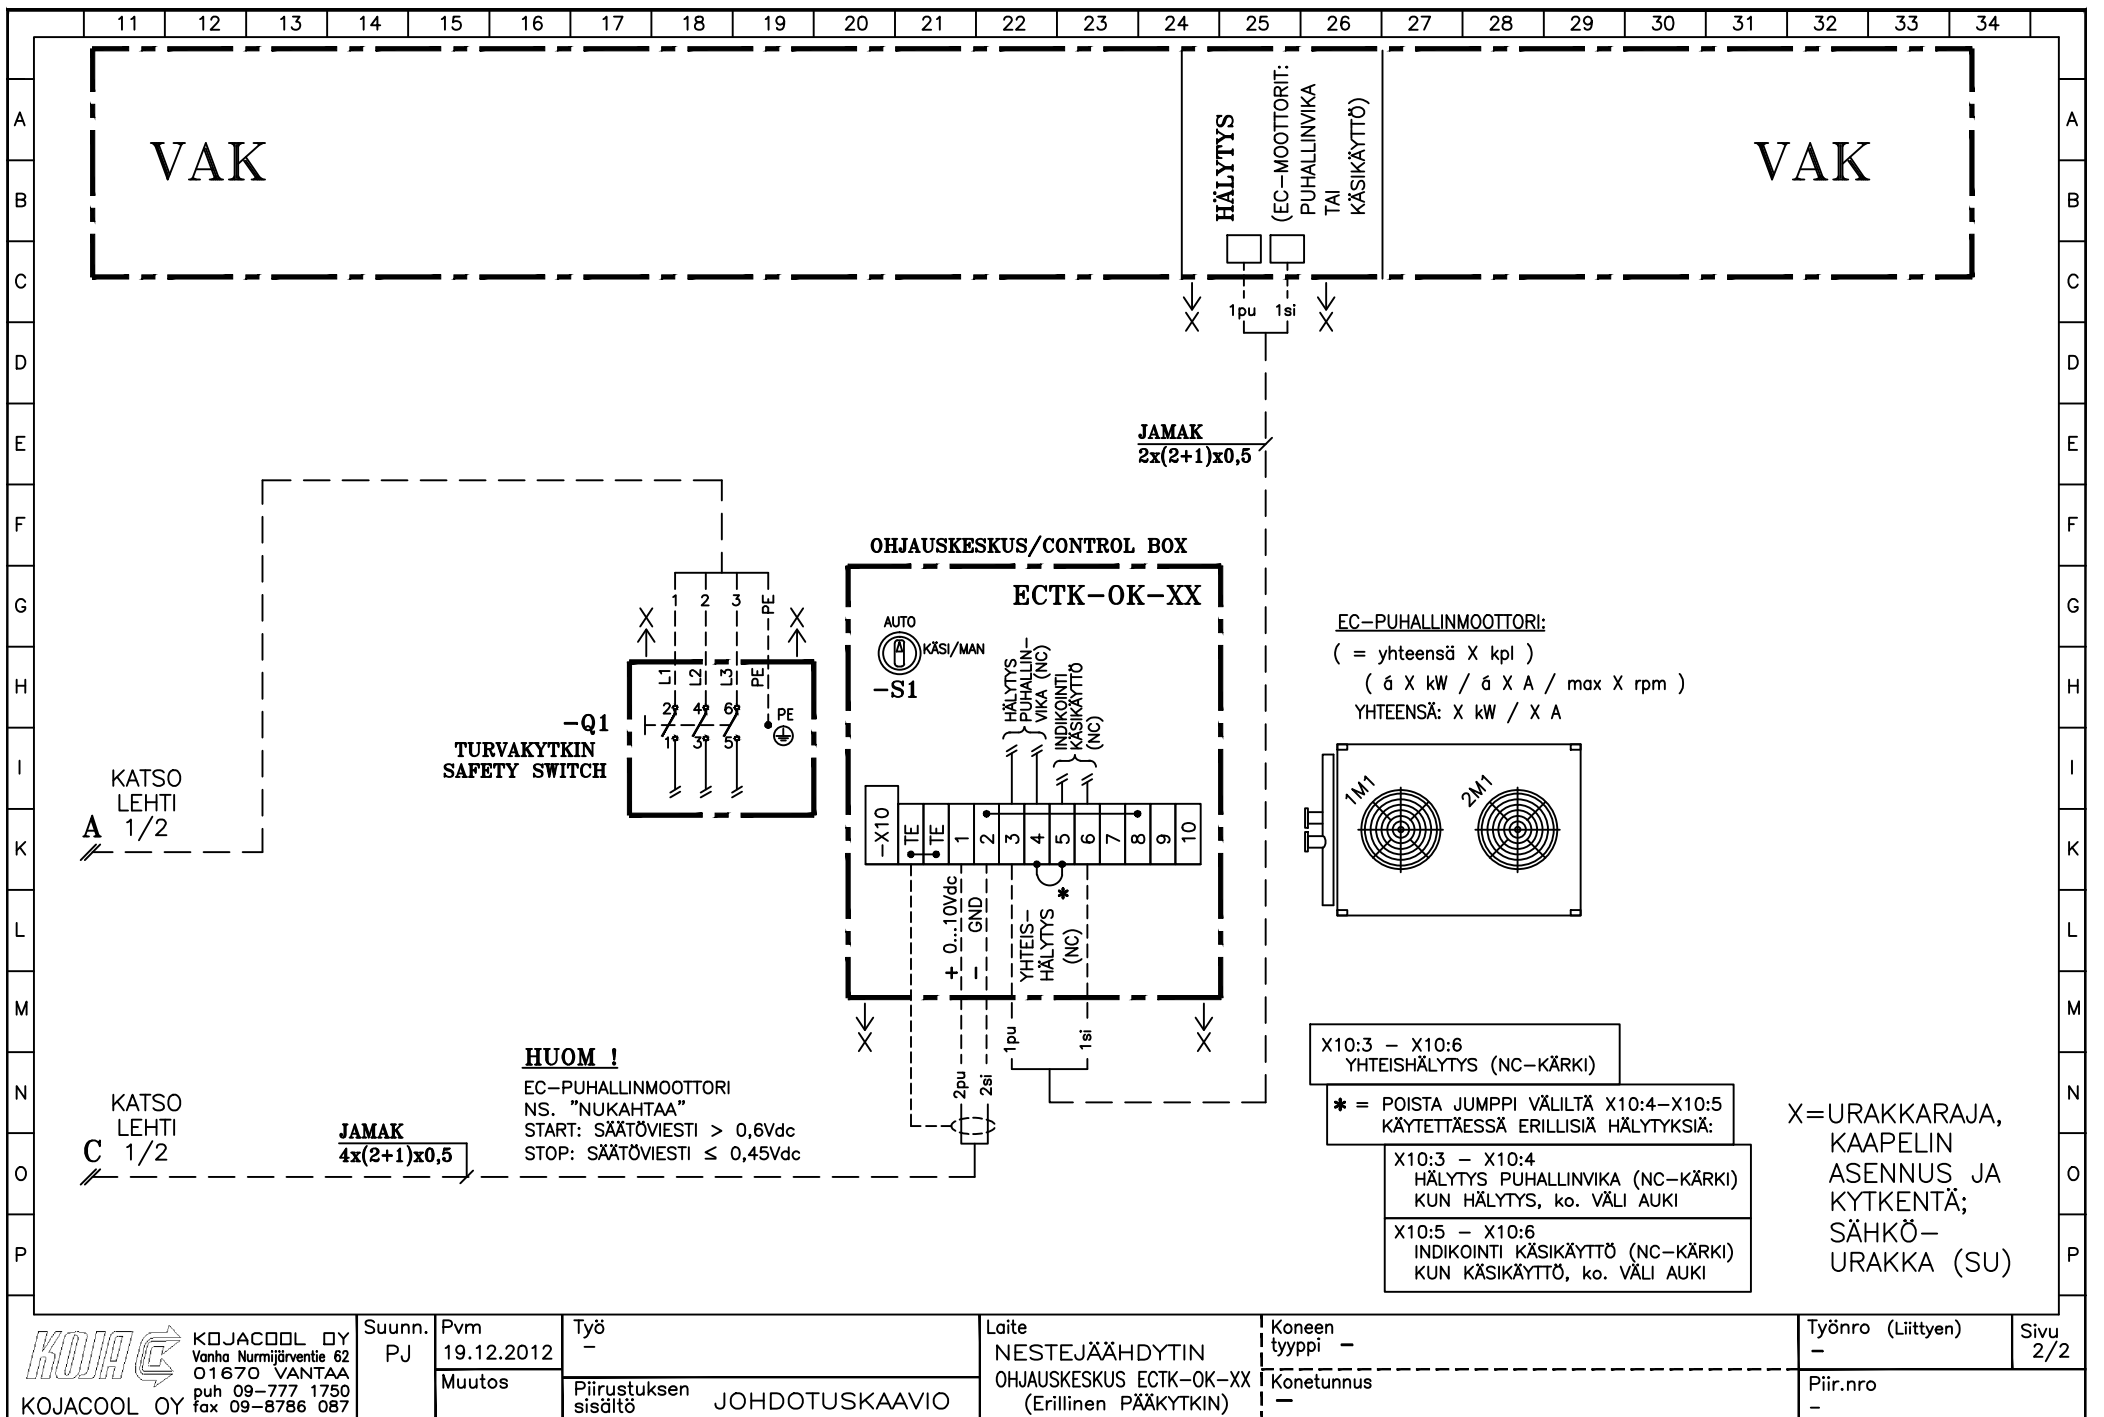 11 12 13 14 15 16 17 18 19 20 21 22 23 24 25 26 27 28 29 30 31 32 33 34
A
B
C
D
E
F
G
H
I
K
L
M
N
O
P
A
B
C
D
E
F
G
H
I
K
L
M
N
O
P
VAK
HÄLYTYS
(EC-MOOTTORIT:
PUHALLINVIKA
TAI
KÄSIKÄYTTÖ)
VAK
X
1pu
1si
X
JAMAK
2x(2+1)x0,5
OHJAUSKESKUS/CONTROL BOX
ECTK-OK-XX
AUTO
KÄSI/MAN
-S1
HÄLYTYS
PUHALLIN-
VIKA (NC)
INDIKOINTI
KÄSIKÄYTTÖ
(NC)
-X10 TE TE 1 2 3 4 5 6 7 8 9 10
+ 0...10Vdc
- GND
YHTEIS-
HÄLYTYS
(NC)
*
X
X
1pu
1si
2pu
2si
X
1 2 3 PE
X
L1 L2 L3 PE
2 4 6
1 3 5
PE
-Q1
TURVAKYTKIN
SAFETY SWITCH
KATSO
LEHTI
A 1/2
KATSO
LEHTI
C 1/2
JAMAK
4x(2+1)x0,5
HUOM !
EC-PUHALLINMOOTTORI
NS. "NUKAHTAA"
START: SÄÄTÖVIESTI > 0,6Vdc
STOP: SÄÄTÖVIESTI ≤ 0,45Vdc
EC-PUHALLINMOOTTORI:
( = yhteensä X kpl )
( á X kW / á X A / max X rpm )
YHTEENSÄ: X kW / X A
1M1
2M1
X10:3 - X10:6
YHTEISHÄLYTYS (NC-KÄRKI)
* = POISTA JUMPPI VÄLILTÄ X10:4-X10:5
KÄYTETTÄESSÄ ERILLISIÄ HÄLYTYKSIÄ:
X10:3 - X10:4
HÄLYTYS PUHALLINVIKA (NC-KÄRKI)
KUN HÄLYTYS, ko. VÄLI AUKI
X10:5 - X10:6
INDIKOINTI KÄSIKÄYTTÖ (NC-KÄRKI)
KUN KÄSIKÄYTTÖ, ko. VÄLI AUKI
X=URAKKARAJA,
KAAPELIN
ASENNUS JA
KYTKENTÄ;
SÄHKÖ-
URAKKA (SU)
KOJA
KOJACOOL OY
KOJACOOL OY
Vanha Nurmijärventie 62
01670 VANTAA
puh 09-777 1750
fax 09-8786 087
Suunn.
PJ
Pvm
19.12.2012
Muutos
Työ
-
Piirustuksen
sisältö
JOHDOTUSKAAVIO
Laite
NESTEJÄÄHDYTIN
OHJAUSKESKUS ECTK-OK-XX
(Erillinen PÄÄKYTKIN)
Koneen
tyyppi -
Konetunnus
-
Työnro (Liittyen)
-
Sivu
2/2
Piir.nro
-